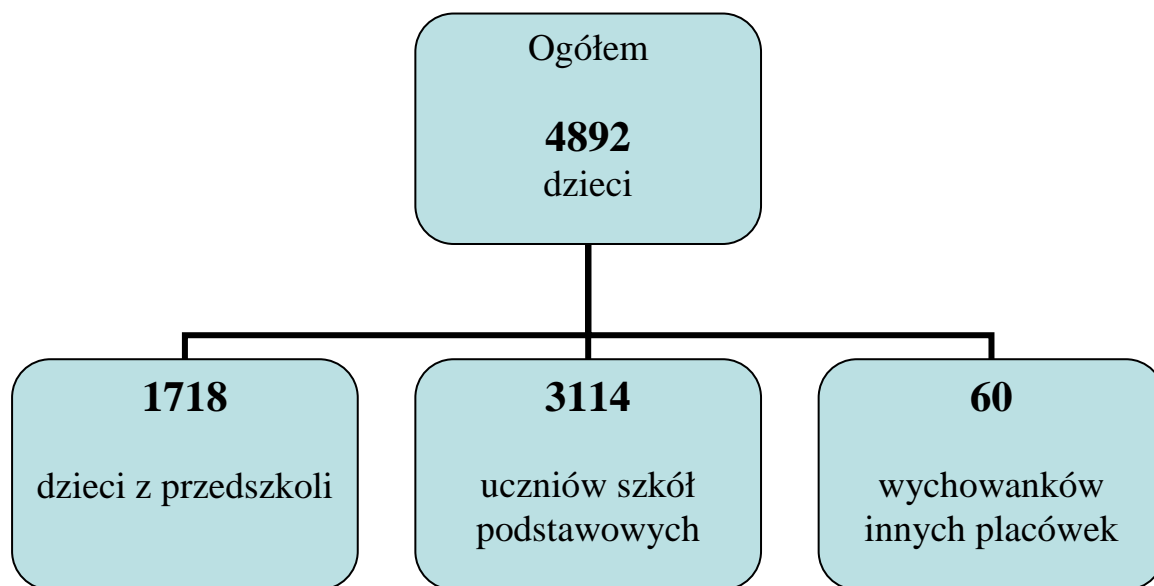 Ogółem
4892
dzieci
1718
dzieci z przedszkoli
3114
uczniów szkół
podstawowych
60
wychowanków
innych placówek